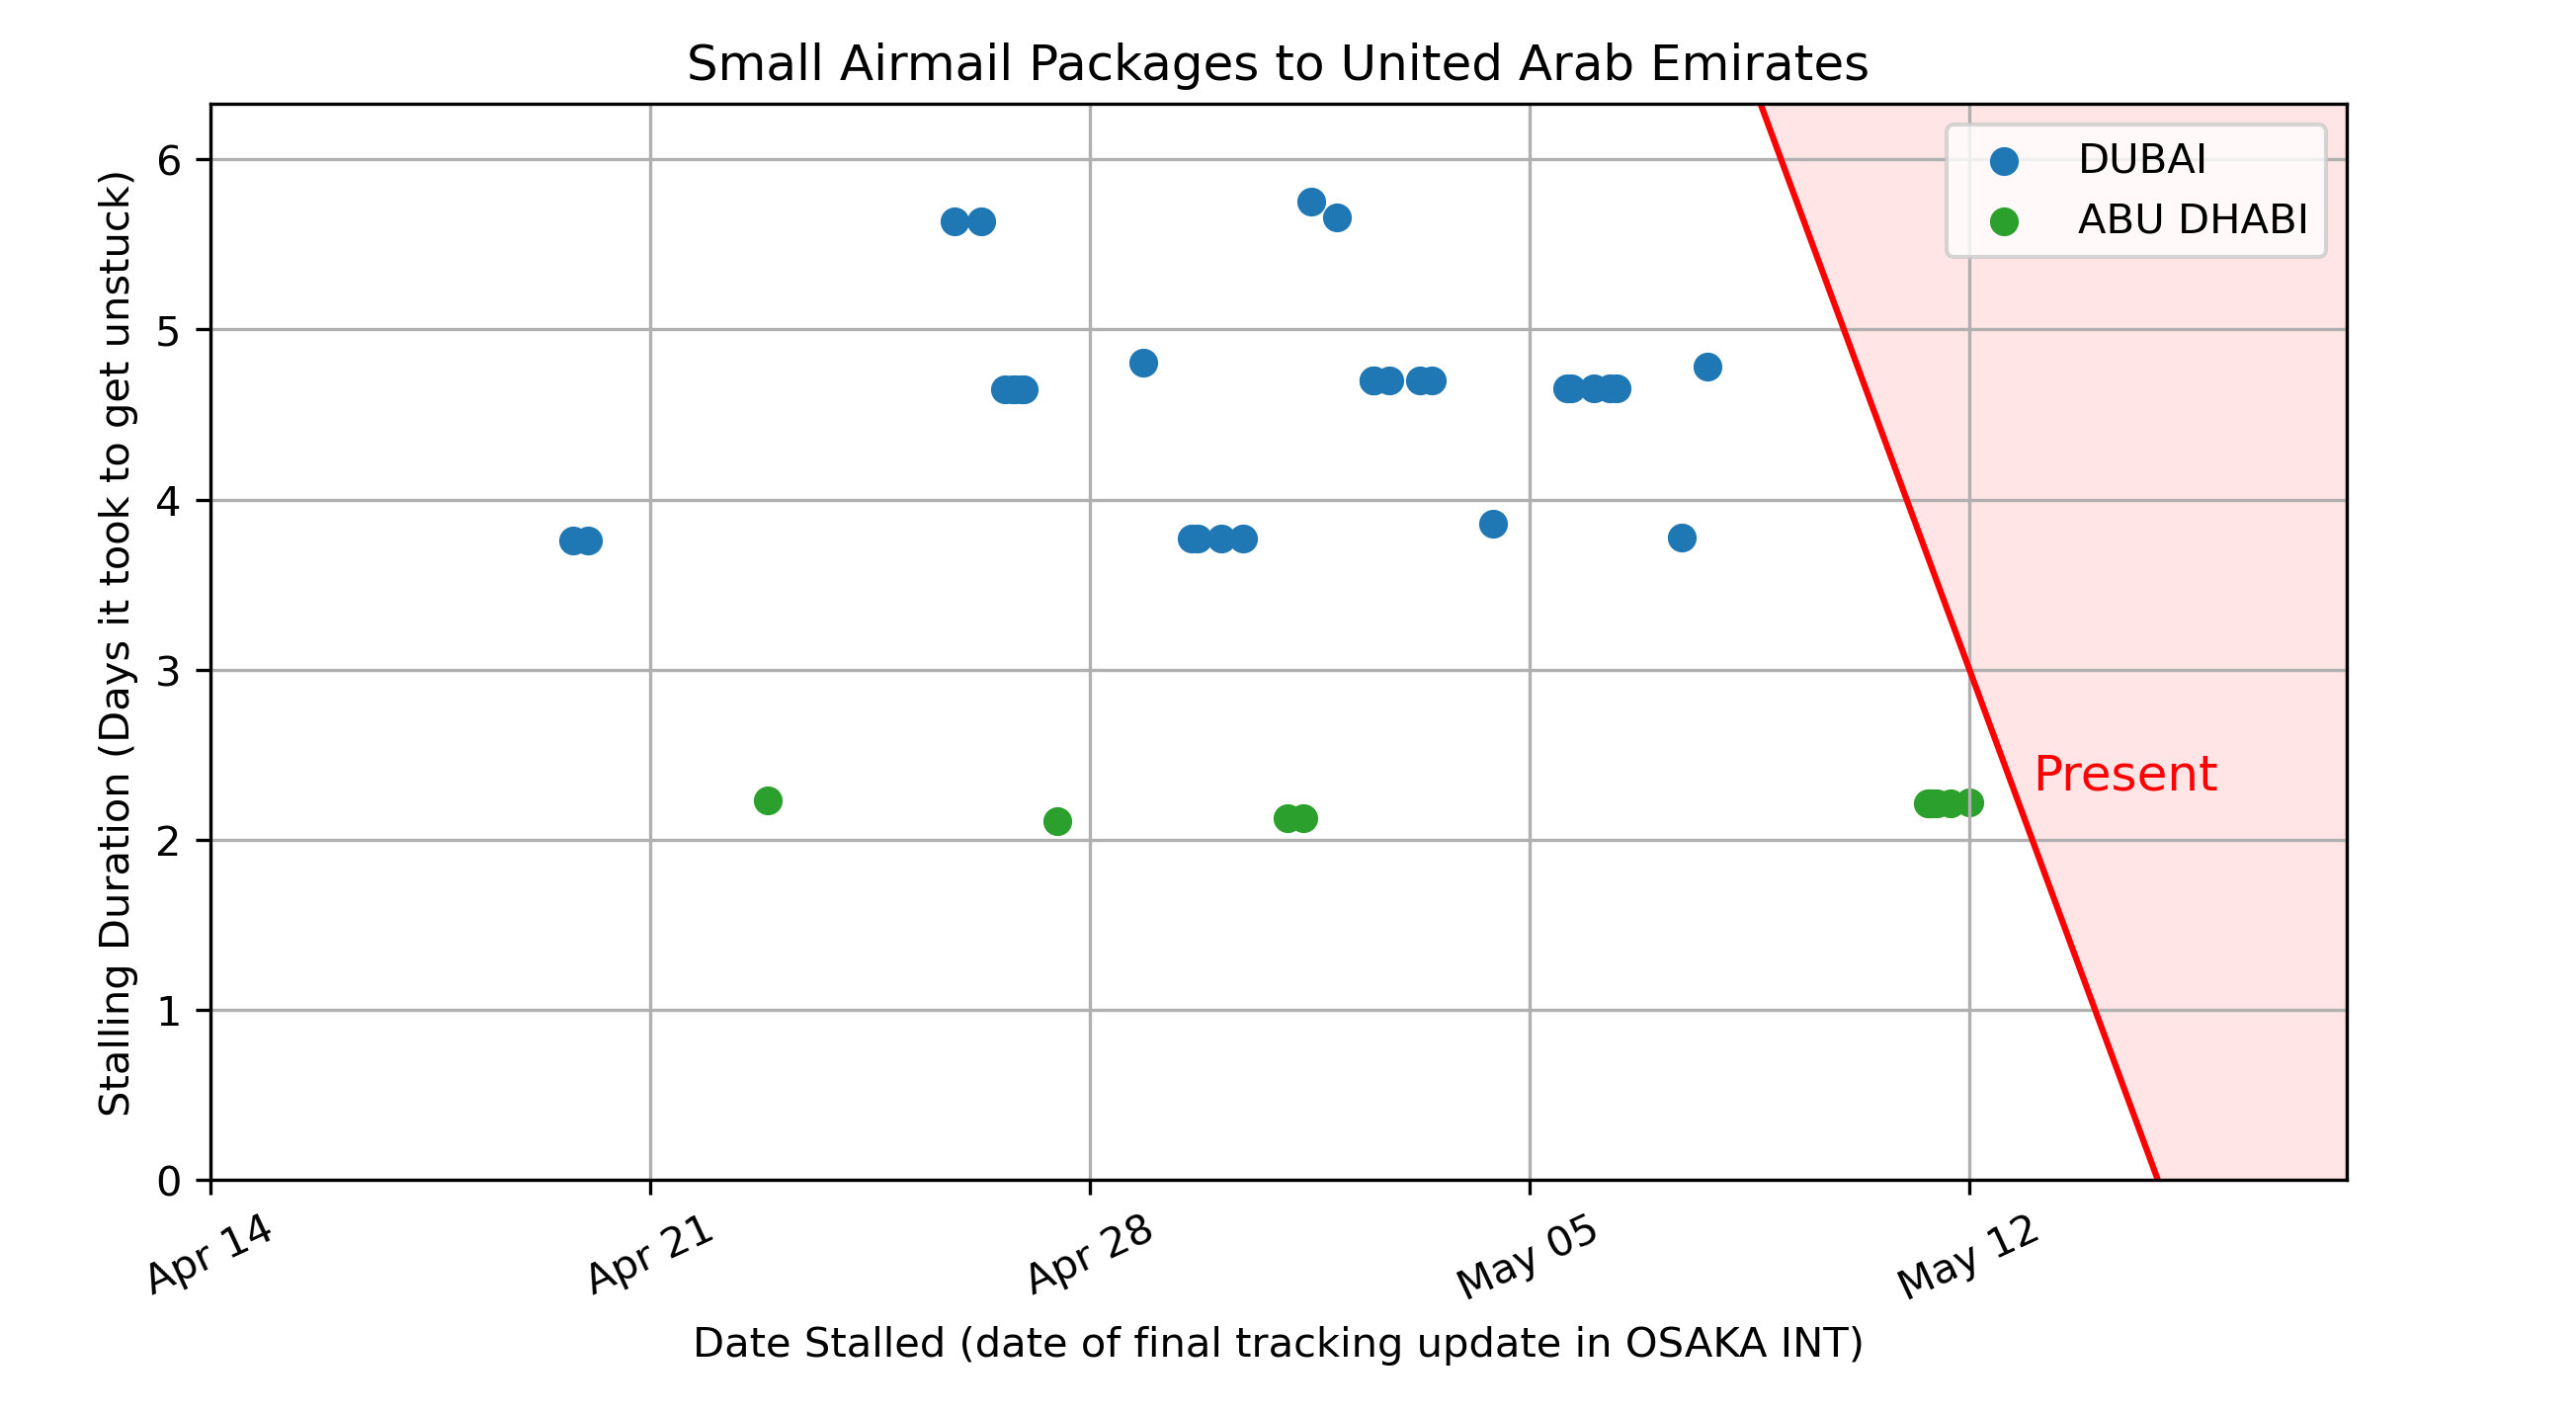 Small Airmail Packages to United Arab Emirates
DUBAI
ABU DHABI
Stalling Duration (Days it took to get unstuck)
6
5
4
3
2
1
0
Present
Apr 14
Apr 21
Apr 28
May 05
May 12
Date Stalled (date of final tracking update in OSAKA INT)